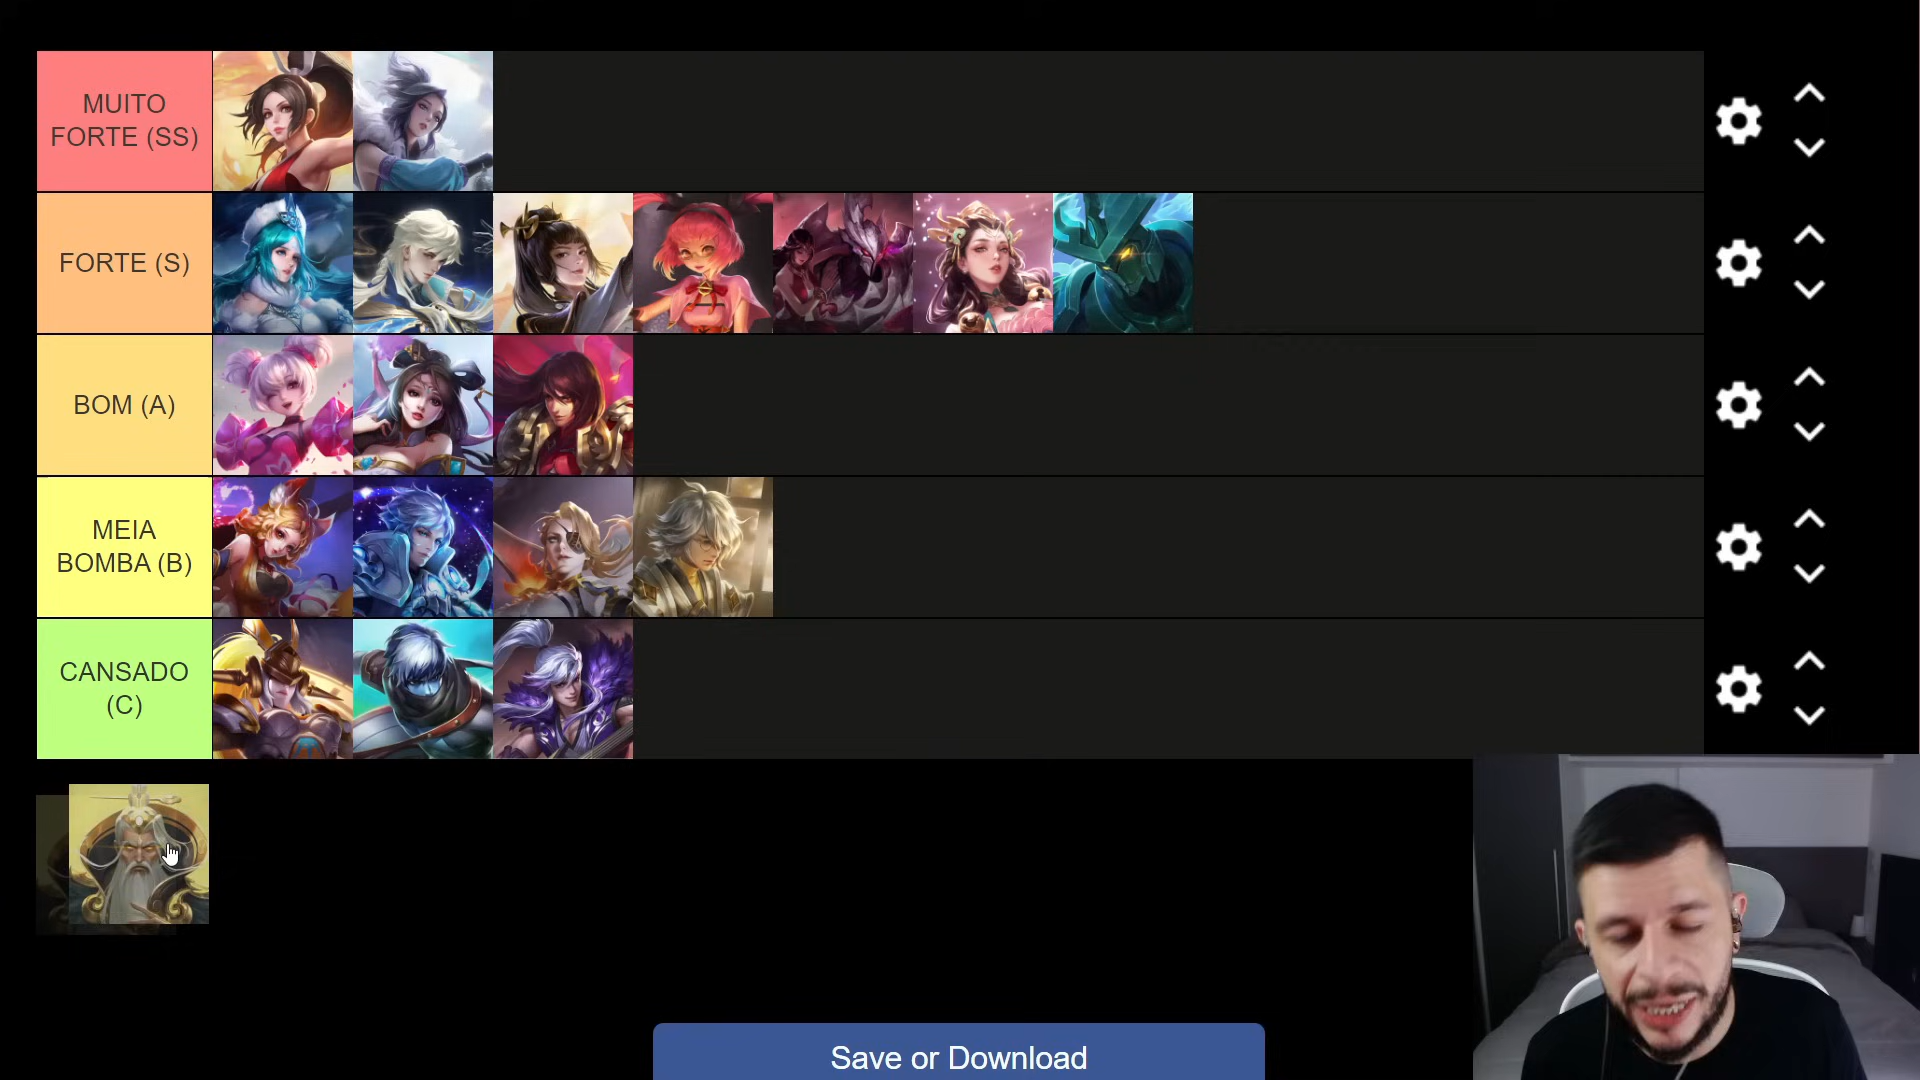 MUITO
FORTE (SS)
FORTE (S)
BOM (A)
MEIA
BOMBA (B)
CANSADO
(C)
Save or Download